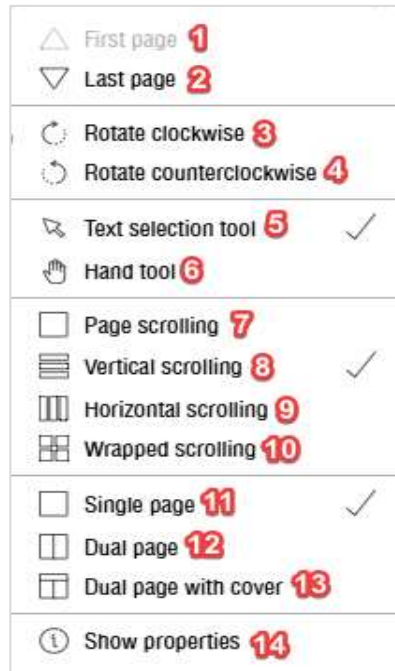 First page 1
Last page 2
Rotate clockwise 3
Rotate counterclockwise 4
Text selection tool 5
Hand tool 6
Page scrolling 7
Vertical scrolling 8
Horizontal scrolling 9
Wrapped scrolling 10
Single page 11
Dual page 12
Dual page with cover 13
Show properties 14